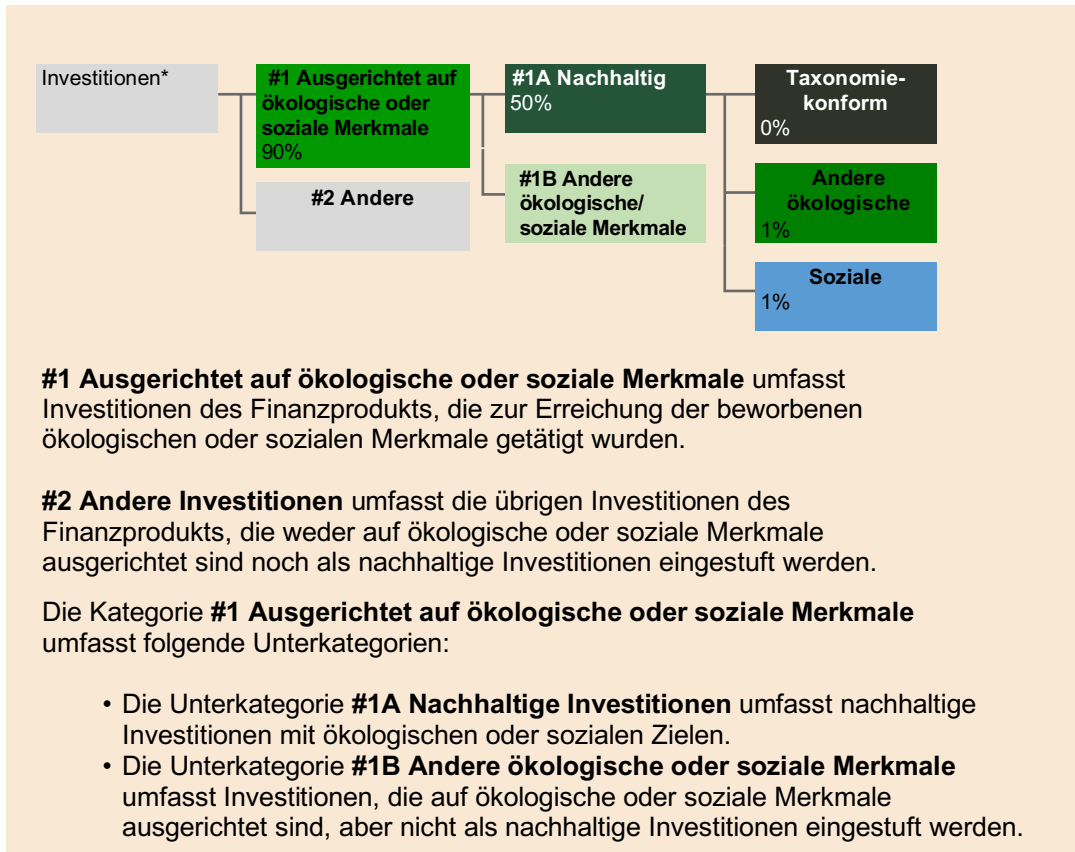 Investitionen*
#1 Ausgerichtet auf
ökologische oder
soziale Merkmale
90%
#2 Andere
#1A Nachhaltig
50%
#1B Andere
ökologische/
soziale Merkmale
Taxonomie-
konform
0%
Andere
ökologische
1%
Soziale
1%
#1 Ausgerichtet auf ökologische oder soziale Merkmale umfasst
Investitionen des Finanzprodukts, die zur Erreichung der beworbenen
ökologischen oder sozialen Merkmale getätigt wurden.
#2 Andere Investitionen umfasst die übrigen Investitionen des
Finanzprodukts, die weder auf ökologische oder soziale Merkmale
ausgerichtet sind noch als nachhaltige Investitionen eingestuft werden.
Die Kategorie #1 Ausgerichtet auf ökologische oder soziale Merkmale
umfasst folgende Unterkategorien:
• Die Unterkategorie #1A Nachhaltige Investitionen umfasst nachhaltige
Investitionen mit ökologischen oder sozialen Zielen.
• Die Unterkategorie #1B Andere ökologische oder soziale Merkmale
umfasst Investitionen, die auf ökologische oder soziale Merkmale
ausgerichtet sind, aber nicht als nachhaltige Investitionen eingestuft werden.